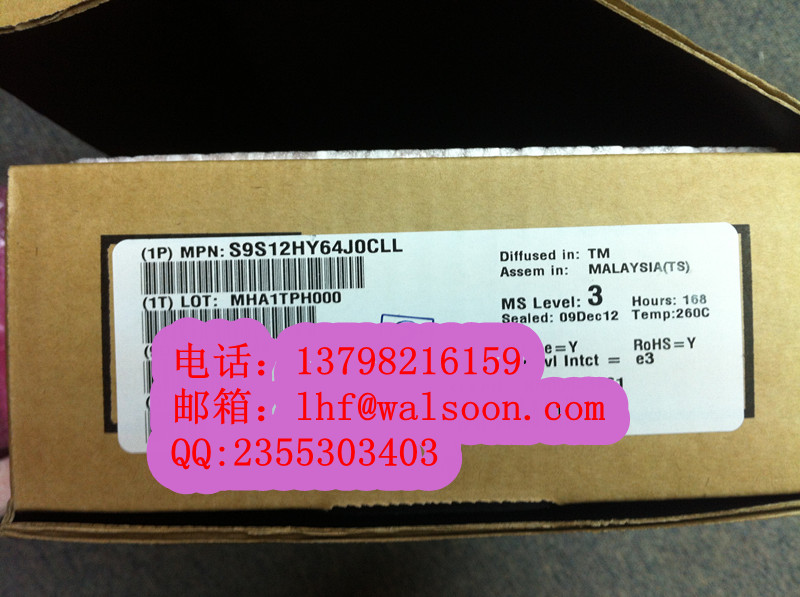 (1P) MPN: S9S12HY64J0CLL
Diffused in: TM
Assem in: MALAYSIA(TS)
(1T) LOT: MHA1TPH000
MS Level: 3 Hours: 168
Sealed: 09Dec12 Temp:260C
e=Y RoHS=Y
vl Intct = e3
电话：13798216159
邮箱：lhf@walsoon.com
QQ:2355303403